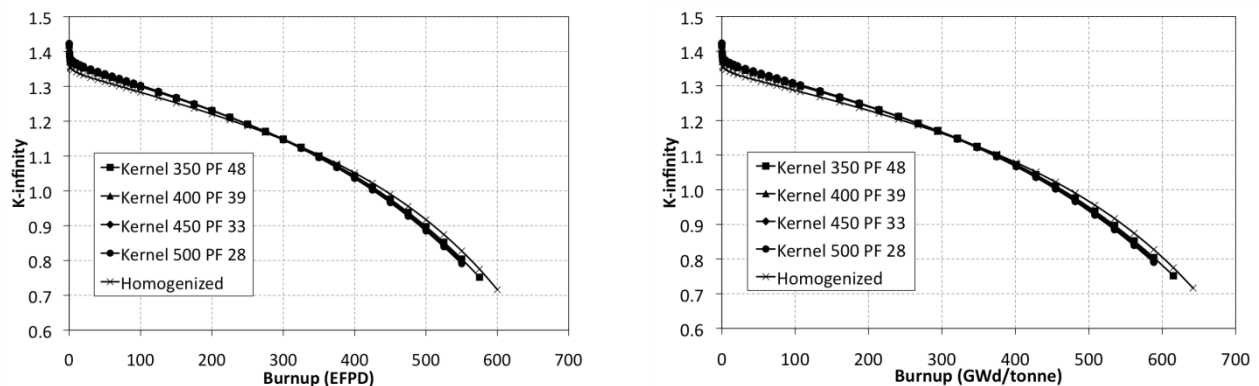 1.5
1.4
1.3
1.2
1.1
1.0
0.9
0.8
0.7
0.6
K-infinity
Kernel 350 PF 48
Kernel 400 PF 39
Kernel 450 PF 33
Kernel 500 PF 28
Homogenized
0 100 200 300 400 500 600 700
Burnup (EFPD)
1.5
1.4
1.3
1.2
1.1
1.0
0.9
0.8
0.7
0.6
K-infinity
Kernel 350 PF 48
Kernel 400 PF 39
Kernel 450 PF 33
Kernel 500 PF 28
Homogenized
0 100 200 300 400 500 600 700
Burnup (GWd/tonne)